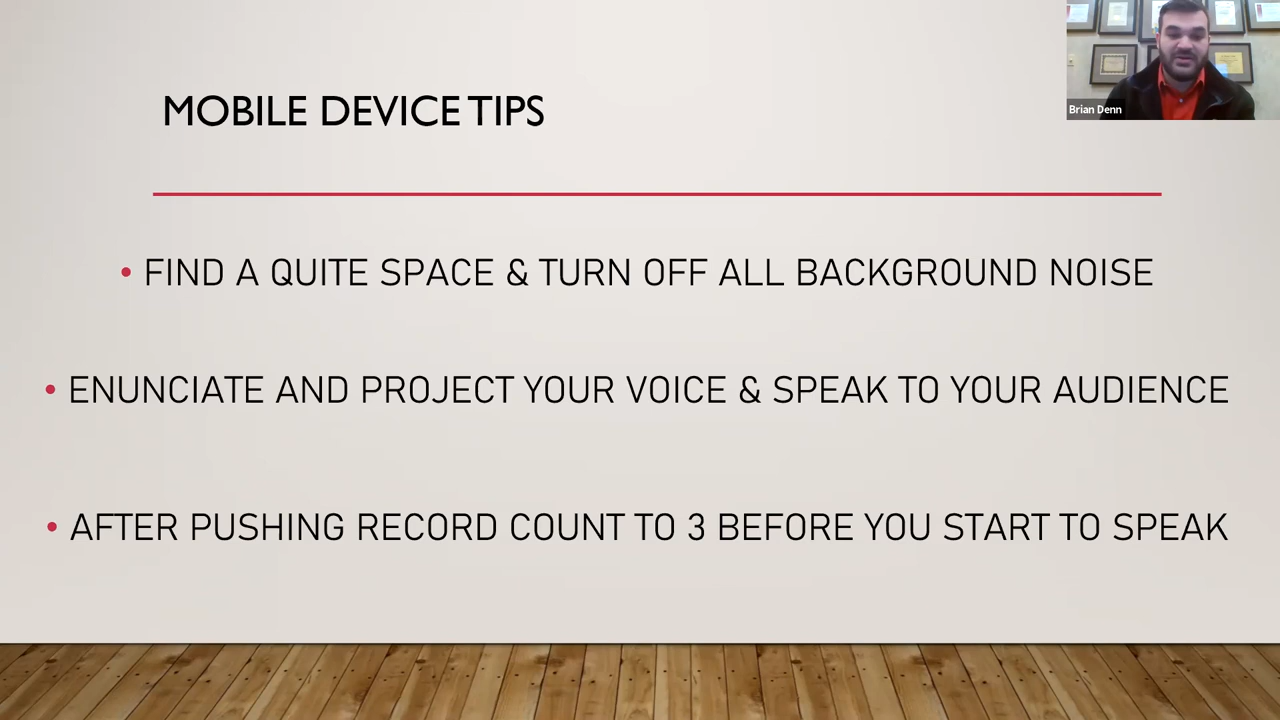 MOBILE DEVICE TIPS
Brian Denn
• FIND A QUITE SPACE & TURN OFF ALL BACKGROUND NOISE
• ENUNCIATE AND PROJECT YOUR VOICE & SPEAK TO YOUR AUDIENCE
• AFTER PUSHING RECORD COUNT TO 3 BEFORE YOU START TO SPEAK